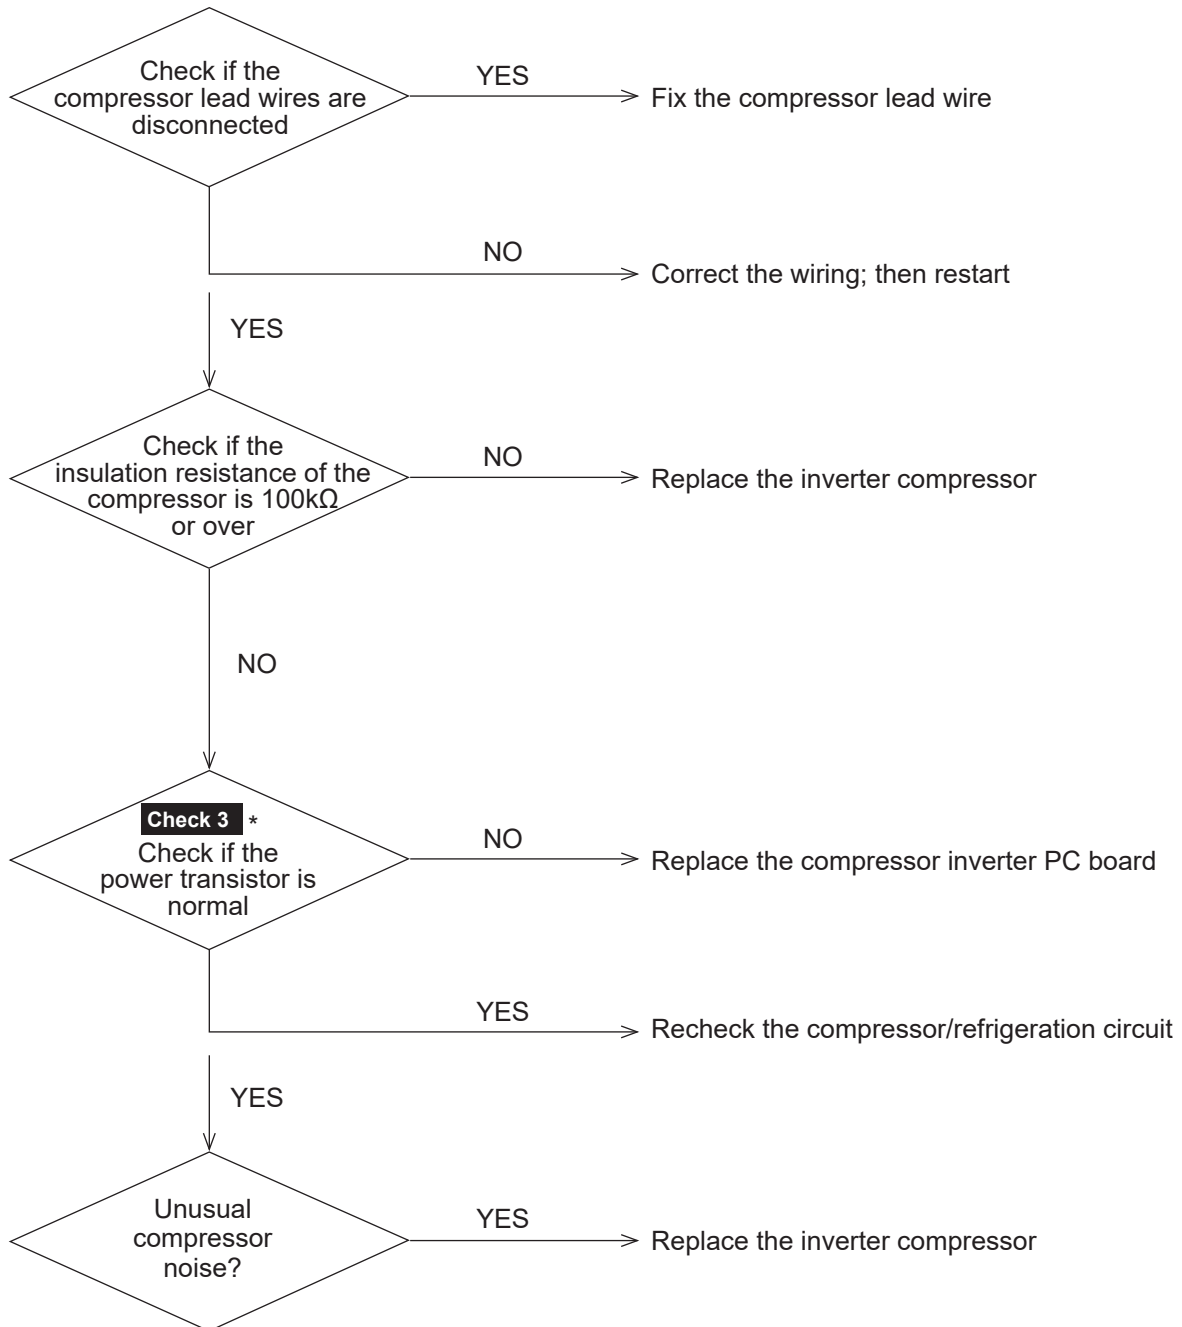 Check if the
compressor lead wires are
disconnected
YES
Fix the compressor lead wire
NO
Correct the wiring; then restart
YES
Check if the
insulation resistance of the
compressor is 100kΩ
or over
NO
Replace the inverter compressor
NO
Check 3 *
Check if the
power transistor is
normal
NO
Replace the compressor inverter PC board
YES
Recheck the compressor/refrigeration circuit
YES
Unusual
compressor
noise?
YES
Replace the inverter compressor